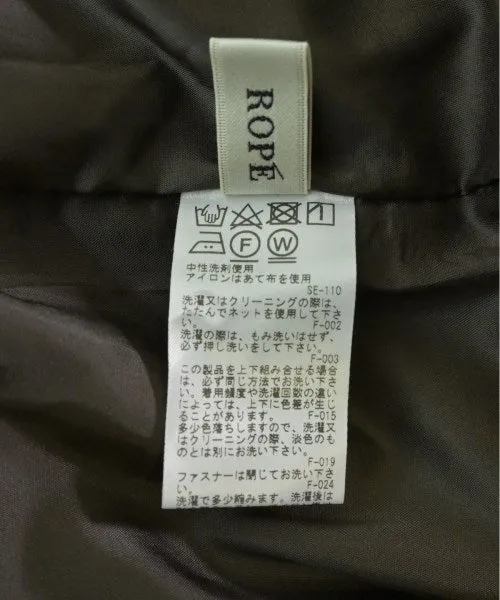 ROPÉ
F W
中性洗剤使用
アイロンはあて布を使用
SE-110
洗濯又はクリーニングの際は、
たたんでネットを使用して下さ
い。 F-002
洗濯の際は、もみ洗いはせず、
必ず押し洗いをして下さい。
F-003
この製品を上下組み合せる場合
は、必ず同じ方法でお洗い下さ
い。着用頻度や洗濯回数の違い
によっては、上下に色差が生じ
ることがあります。 F-015
多少色落ちしますので、洗濯又
はクリーニングの際、淡色のも
のとは別にお洗い下さい。
F-019
ファスナーは閉じてお洗い下さ
い。 F-024
洗濯で多少縮みます。洗濯後は